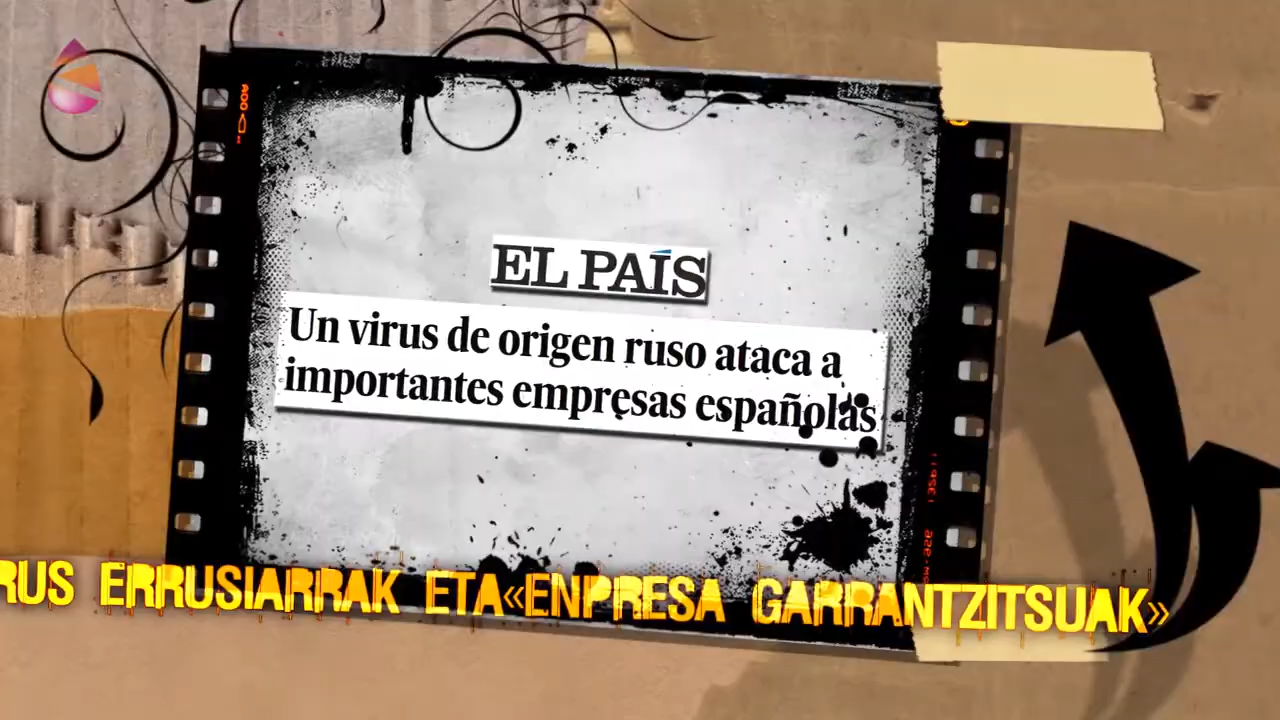 EL PAÍS
Un virus de origen ruso ataca a
importantes empresas españolas
RUS ERRUSIARRAK ETA «ENPRESA GARRANTZITSUAK»